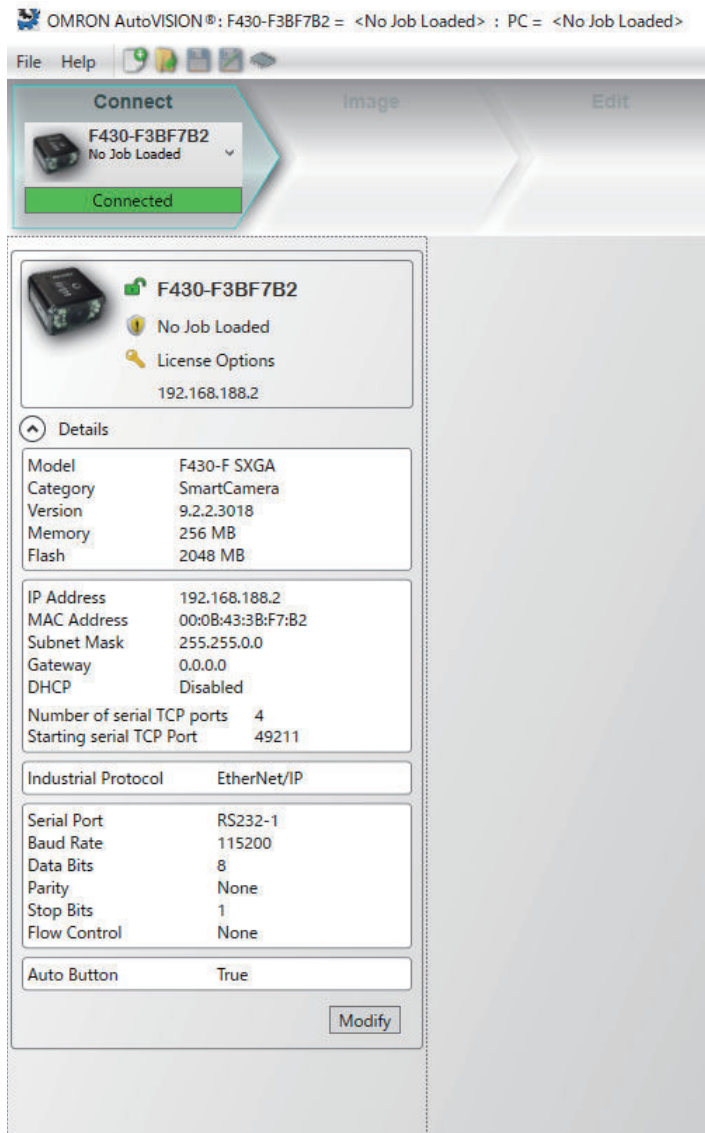 OMRON AutoVISION®: F430-F3BF7B2 = <No Job Loaded> : PC = <No Job Loaded>
File Help
Connect Image Edit
F430-F3BF7B2
No Job Loaded
Connected
F430-F3BF7B2
No Job Loaded
License Options
192.168.188.2
Details
Model F430-F SXGA
Category SmartCamera
Version 9.2.2.3018
Memory 256 MB
Flash 2048 MB
IP Address 192.168.188.2
MAC Address 00:0B:43:3B:F7:B2
Subnet Mask 255.255.0.0
Gateway 0.0.0.0
DHCP Disabled
Number of serial TCP ports 4
Starting serial TCP Port 49211
Industrial Protocol EtherNet/IP
Serial Port RS232-1
Baud Rate 115200
Data Bits 8
Parity None
Stop Bits 1
Flow Control None
Auto Button True
Modify